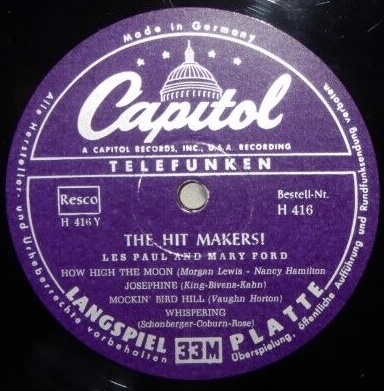 Made in Germany
Capitol
A CAPITOL RECORDS, INC., U.S.A. RECORDING
TELEFUNKEN
Resco
H 416 Y
Bestell-Nr.
H 416
THE HIT MAKERS!
LES PAUL AND MARY FORD
HOW HIGH THE MOON (Morgan Lewis - Nancy Hamilton
JOSEPHINE (King-Bivens-Kahn)
MOCKIN' BIRD HILL (Vaughn Horton)
WHISPERING
(Schonberger-Coburn-Rose)
LANGSPIEL 33M PLATTE
Alle Hersteller- und Urheberrechte vorbehalten
Überspielung, öffentliche Aufführung und Rundfunksendung verboten